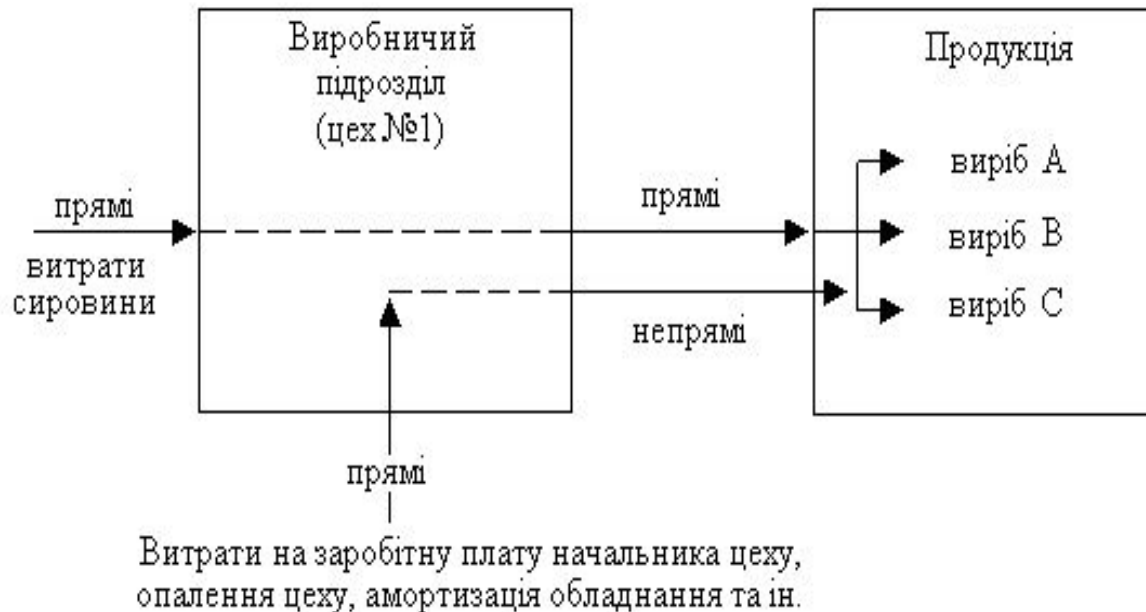 Виробничий
підрозділ
(цех №1)
Продукція
прямі
витрати
сировини
прямі
непрямі
виріб А
виріб В
виріб С
прямі
Витрати на заробітну плату начальника цеху,
опалення цеху, амортизація обладнання та ін.